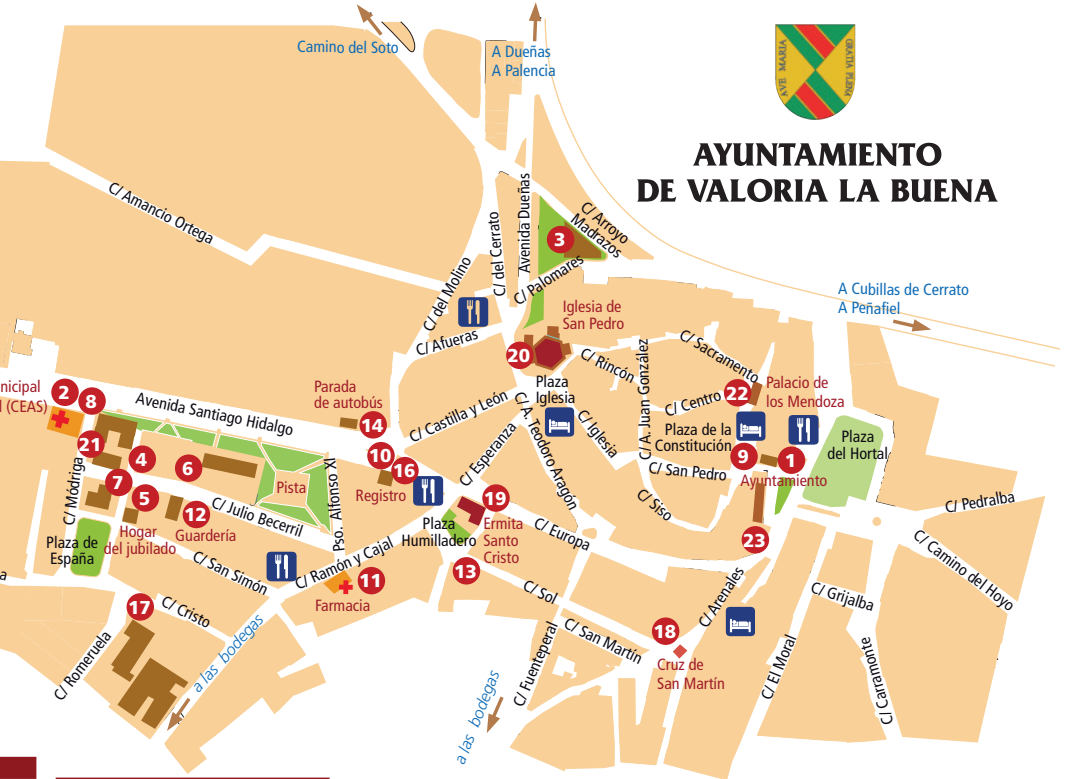 Camino del Soto
A Dueñas
A Palencia
AVE MARIA
GRATIA PLENA
AYUNTAMIENTO
DE VALORIA LA BUENA
C/ Amancio Ortega
C/ del Molino
C/ del Cerrato
Avenida Dueñas
3
C/ Arroyo
Madrazos
C/ Palomares
A Cubillas de Cerrato
A Peñafiel
C/ Afueras
Iglesia de
San Pedro
20
C/ Rincón
Plaza
Iglesia
C/ A. Juan González
C/ Sacramento
C/ Centro
22
Palacio de
los Mendoza
nicipal
l (CEAS)
2
8
Avenida Santiago Hidalgo
Parada
de autobús
14
C/ Castilla y León
C/ Esperanza
C/ A. Teodoro Aragón
C/ Iglesia
Plaza de la
Constitución
9
1
Ayuntamiento
Plaza
del Hortal
21
4
6
10
16
Registro
C/ San Pedro
C/ Módriga
7
5
12
Pista
Pso. Alfonso XI
C/ Julio Becerril
Guardería
Hogar
del jubilado
Plaza de
España
C/ San Simón
C/ Ramón y Cajal
Plaza
Humilladero
19
Ermita
Santo
Cristo
C/ Europa
C/ Siso
23
C/ Pedralba
C/ Camino del Hoyo
a
11
Farmacia
13
C/ Sol
C/ Arenales
C/ Grijalba
17
C/ Cristo
C/ Romeruela
a las bodegas
C/ Fuenteperal
C/ San Martín
18
Cruz de
San Martín
C/ El Moral
C/ Carramonte
a las bodegas